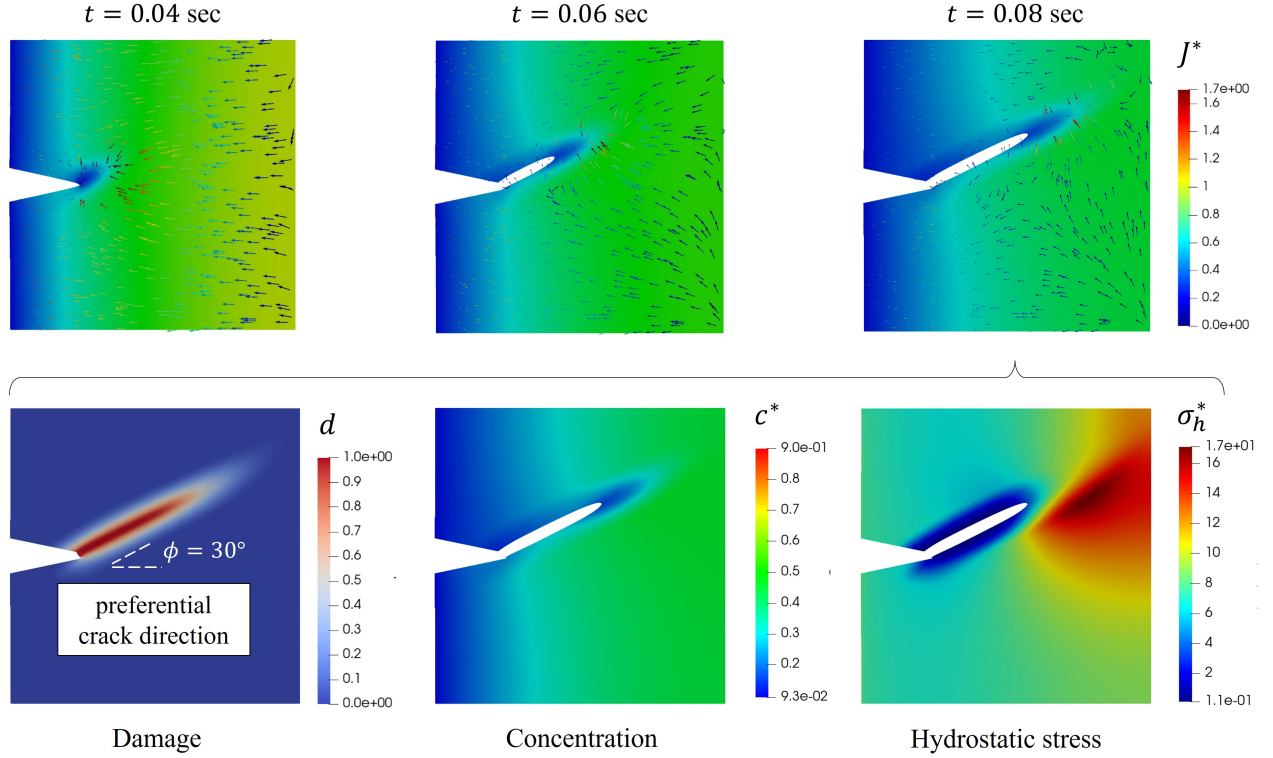 t = 0.04 sec
t = 0.06 sec
t = 0.08 sec
J*
1.7e+00
1.6
1.4
1.2
1
0.8
0.6
0.4
0.2
0.0e+00
d
1.0e+00
0.9
0.8
0.7
0.6
0.5
0.4
0.3
0.2
0.1
0.0e+00
ϕ = 30°
preferential
crack direction
c*
9.0e-01
0.8
0.7
0.6
0.5
0.4
0.3
0.2
9.3e-02
σ_h*
1.7e+01
16
14
12
10
8
6
4
2
1.1e-01
Damage
Concentration
Hydrostatic stress